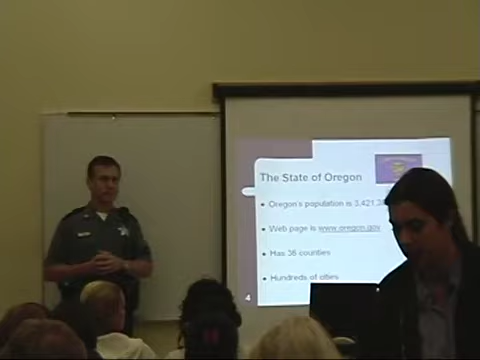 The State of Oregon
• Oregon's population is 3,421,3
• Web page is www.oregon.gov
• Has 36 counties
• Hundreds of cities
4